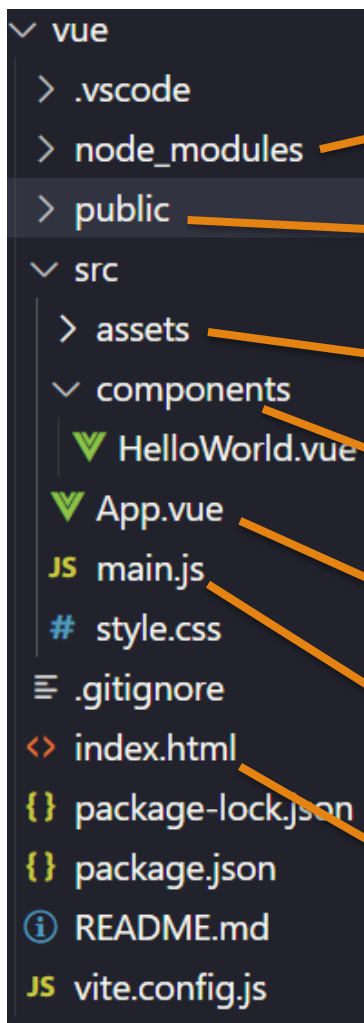 vue
.vscode
node_modules
public
src
assets
components
HelloWorld.vue
App.vue
JS main.js
# style.css
.gitignore
<> index.html
{} package-lock.json
{} package.json
README.md
JS vite.config.js